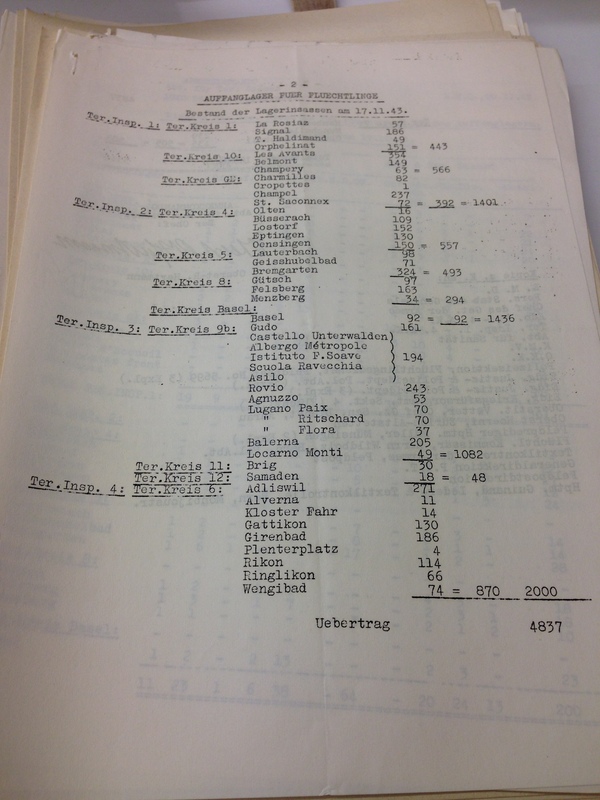 - 2 -
AUFFANGLAGER FUER FLUECHTLINGE
Bestand der Lagerinsassen am 17.11.43.
Ter.Insp. 1: Ter.Kreis 1: La Rosiaz 57
Signal 186
Haldimand 49
Orphelinat 151 = 443
Ter.Kreis 10: Les Avants 354
Belmont 149
Champery 63 = 566
Ter.Kreis GE: Charmilles 82
Cropettes 1
Champel 237
St. Saconnex 72 = 392 = 1401
Ter.Insp. 2: Ter.Kreis 4: Olten 16
Büsserach 109
Lostorf 152
Eptingen 130
Oensingen 150 = 557
Ter.Kreis 5: Lauterbach 98
Geisshubelbad 71
Bremgarten 324 = 493
Ter.Kreis 8: Gütsch 97
Felsberg 163
Menzberg 34 = 294
Ter.Kreis Basel:
Basel 92 = 92 = 1436
Ter.Insp. 3: Ter.Kreis 9b: Gudo 161
Castello Unterwalden)
Albergo Métropole )
Istituto F.Soave ) 194
Scuola Ravecchia )
Asilo )
Rovio 243
Agnuzzo 53
Lugano Paix 70
" Ritschard 70
" Flora 37
Balerna 205
Locarno Monti 49 = 1082
Ter.Kreis 11: Brig 30
Ter.Kreis 12: Samaden 18 = 48
Ter.Insp. 4: Ter.Kreis 6: Adliswil 271
Alverna 11
Kloster Fahr 14
Gattikon 130
Girenbad 186
Plenterplatz 4
Rikon 114
Ringlikon 66
Wengibad 74 = 870 2000
Uebertrag 4837